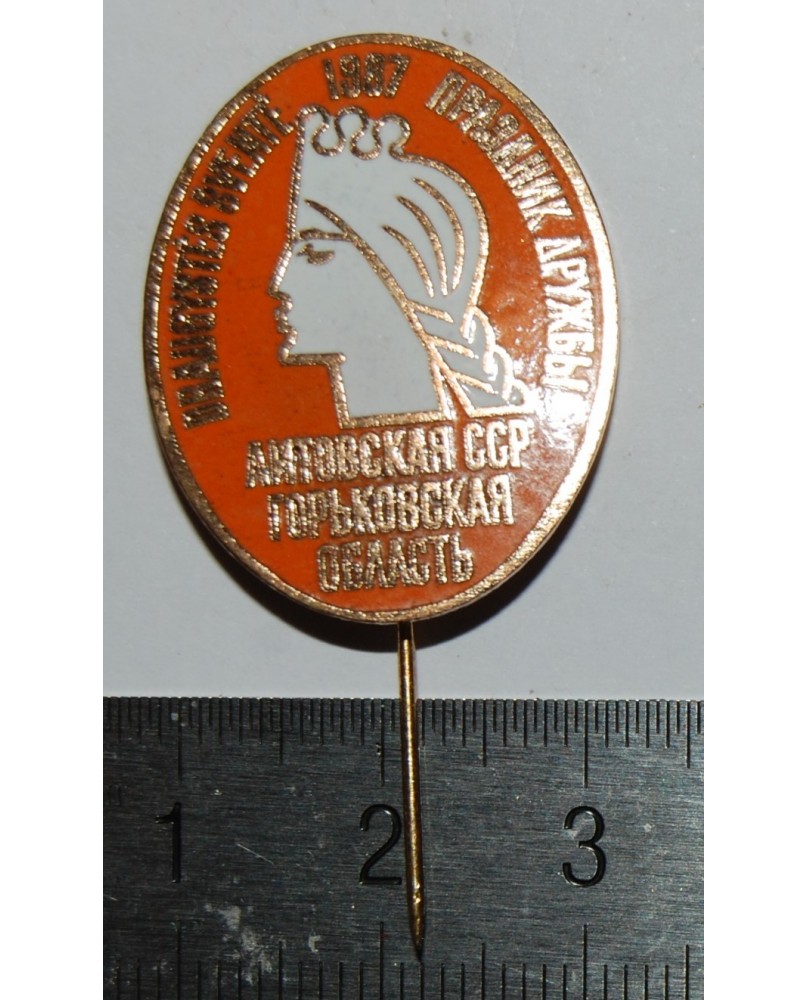 DRAUGYSTĖS ŠVENTĖ 1987 ПРАЗДНИК ДРУЖБЫ
ЛИТОВСКАЯ ССР
ГОРЬКОВСКАЯ
ОБЛАСТЬ
1 2 3